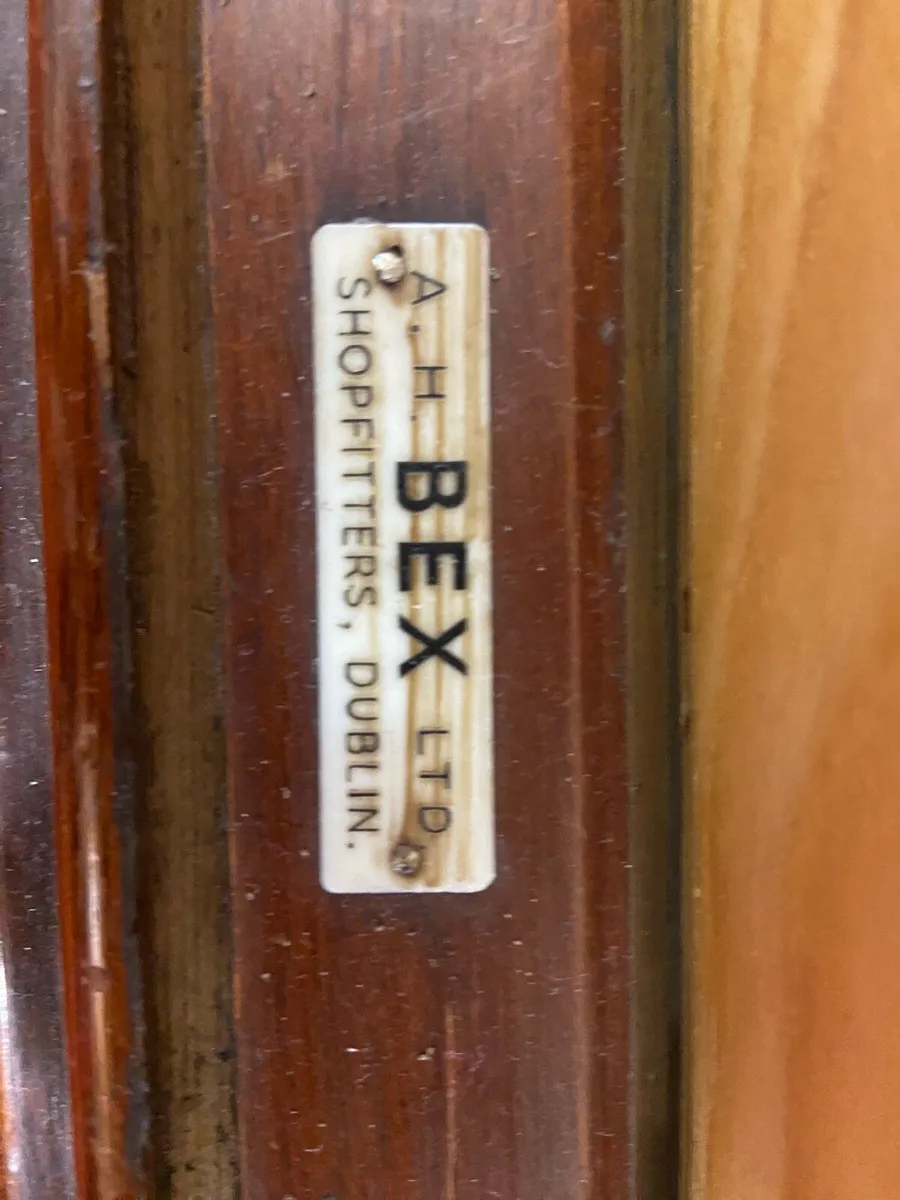 A. H. BEX LTD
SHOPFITTERS, DUBLIN.